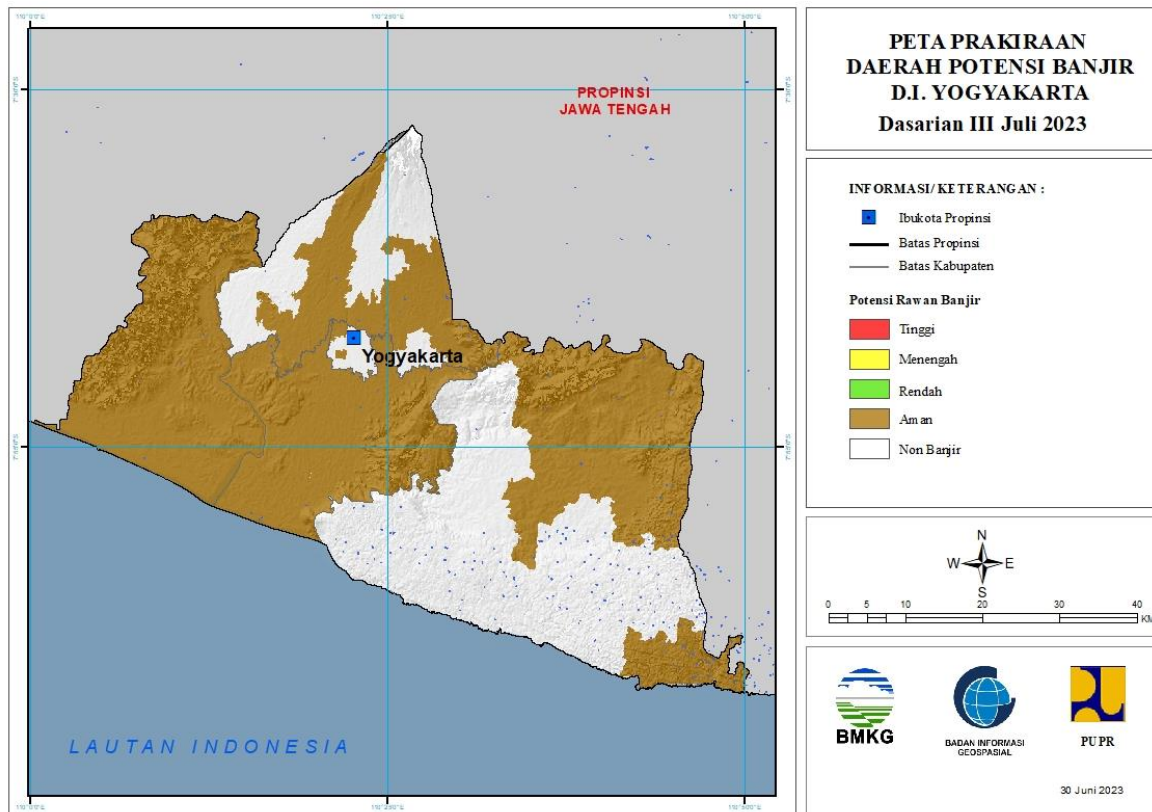 PETA PRAKIRAAN
DAERAH POTENSI BANJIR
D.I. YOGYAKARTA
Dasarian III Juli 2023
INFORMASI/ KETERANGAN :
Ibukota Propinsi
Batas Propinsi
Batas Kabupaten
Potensi Rawan Banjir
Tinggi
Menengah
Rendah
Aman
Non Banjir
PROPINSI
JAWA TENGAH
Yogyakarta
LAUTAN INDONESIA
N
W E
S
0 5 10 20 30 40
KM
BMKG
BADAN INFORMASI
GEOSPASIAL
PUPR
30 Juni 2023